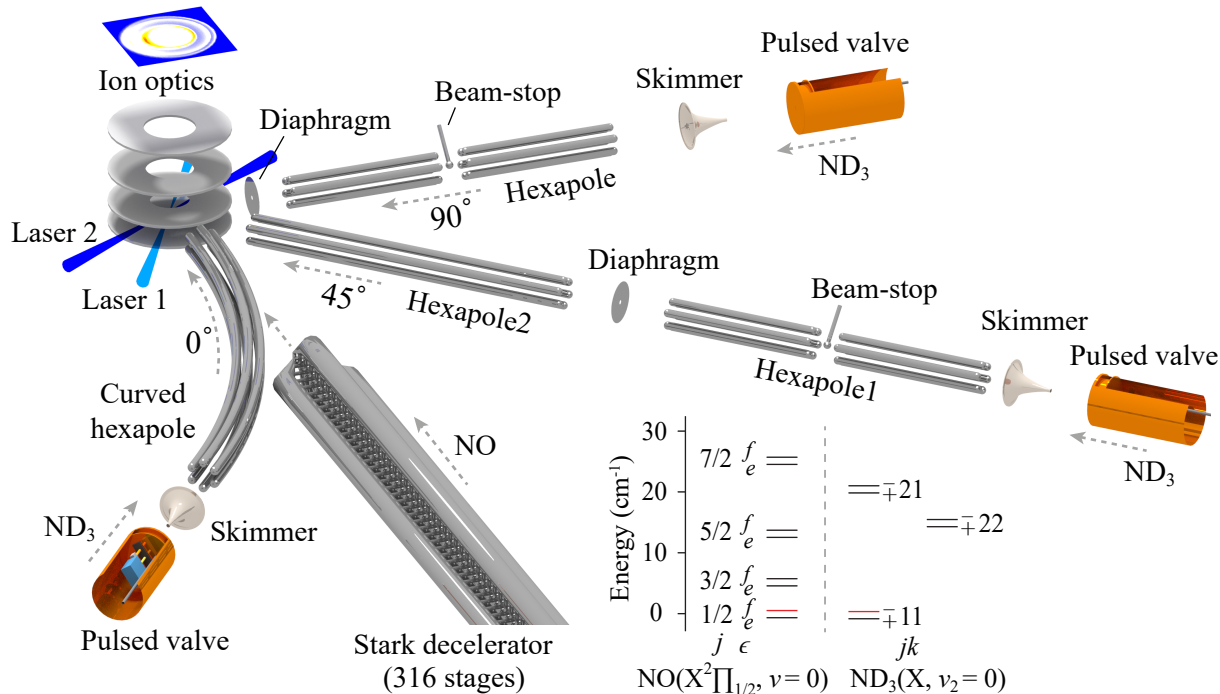 Ion optics
Diaphragm
Beam-stop
Skimmer
Pulsed valve
ND₃
Hexapole
90°
Laser 2
Laser 1
45°
Hexapole2
Diaphragm
Beam-stop
Skimmer
Pulsed valve
Hexapole1
ND₃
0°
Curved
hexapole
NO
ND₃
Skimmer
Pulsed valve
Stark decelerator
(316 stages)
Energy (cm⁻¹)
30
20
10
0
7/2 f e
5/2 f e
3/2 f e
1/2 f e
j ϵ
NO(X²∏₁/₂, v = 0)
∓21
∓22
∓11
jk
ND₃(X, v₂ = 0)